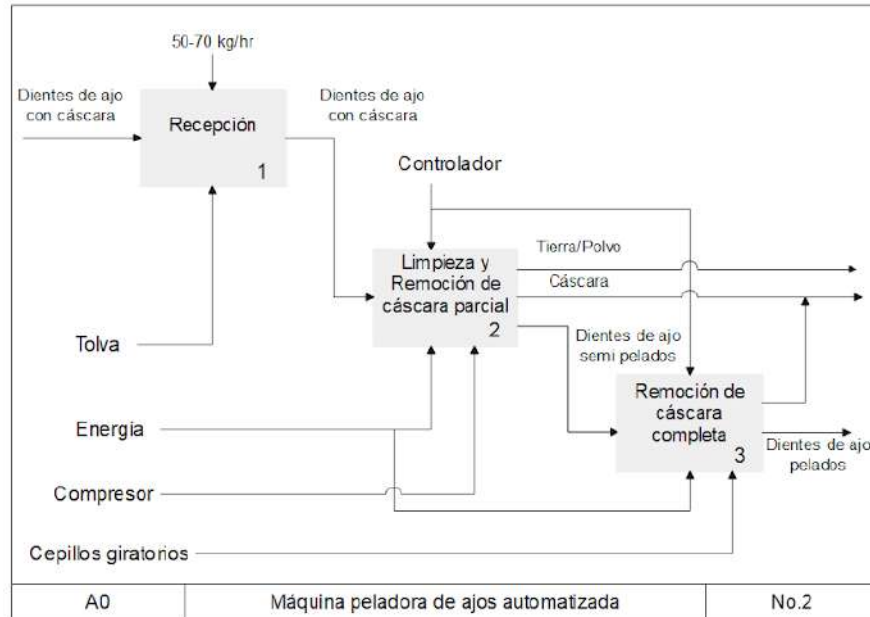 50-70 kg/hr
Dientes de ajo
con cáscara
Recepción
1
Dientes de ajo
con cáscara
Controlador
Limpieza y
Remoción de
cáscara parcial
2
Tierra/Polvo
Cáscara
Tolva
Dientes de ajo
semi pelados
Remoción de
cáscara
completa
3
Dientes de ajo
pelados
Energía
Compresor
Cepillos giratorios
A0
Máquina peladora de ajos automatizada
No.2